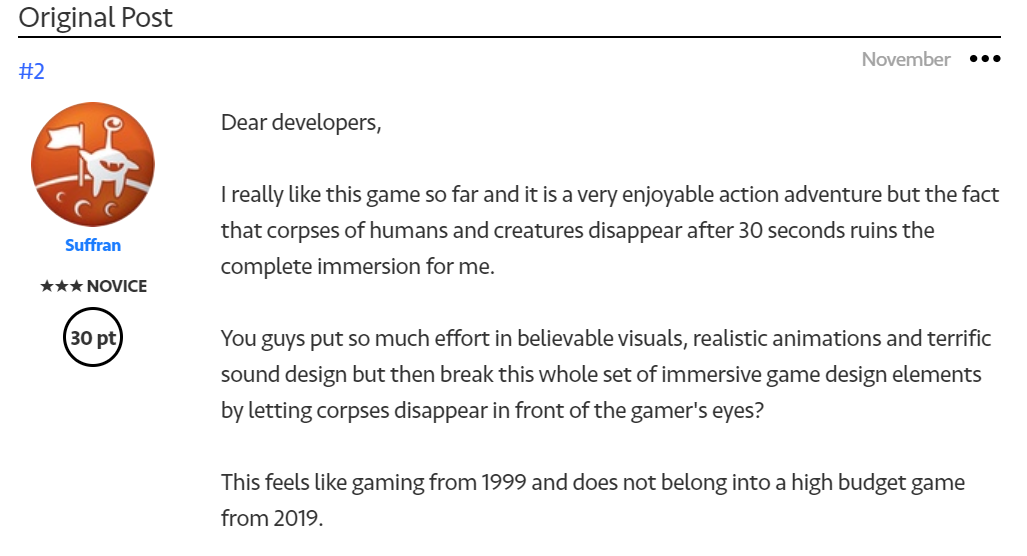 Original Post
November
#2
Dear developers,
I really like this game so far and it is a very enjoyable action adventure but the fact
that corpses of humans and creatures disappear after 30 seconds ruins the
complete immersion for me.
Suffran
★★★ NOVICE
30 pt
You guys put so much effort in believable visuals, realistic animations and terrific
sound design but then break this whole set of immersive game design elements
by letting corpses disappear in front of the gamer's eyes?
This feels like gaming from 1999 and does not belong into a high budget game
from 2019.